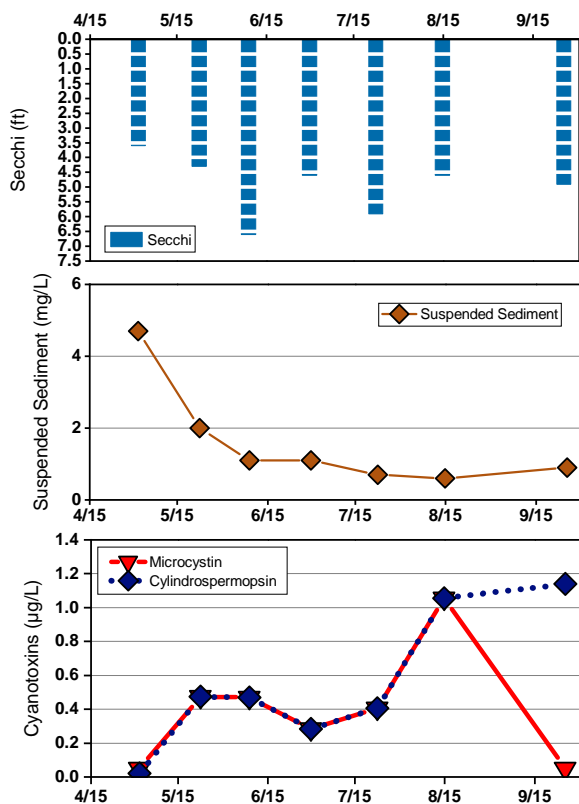 4/15 5/15 6/15 7/15 8/15 9/15
0.0
0.5
1.0
1.5
2.0
2.5
3.0
3.5
4.0
4.5
5.0
5.5
6.0
6.5
7.0
7.5
Secchi (ft)
Secchi
6
4
2
0
Suspended Sediment (mg/L)
Suspended Sediment
4/15 5/15 6/15 7/15 8/15 9/15
1.4
1.2
1.0
0.8
0.6
0.4
0.2
0.0
Cyanotoxins (µg/L)
Microcystin
Cylindrospermopsin
4/15 5/15 6/15 7/15 8/15 9/15